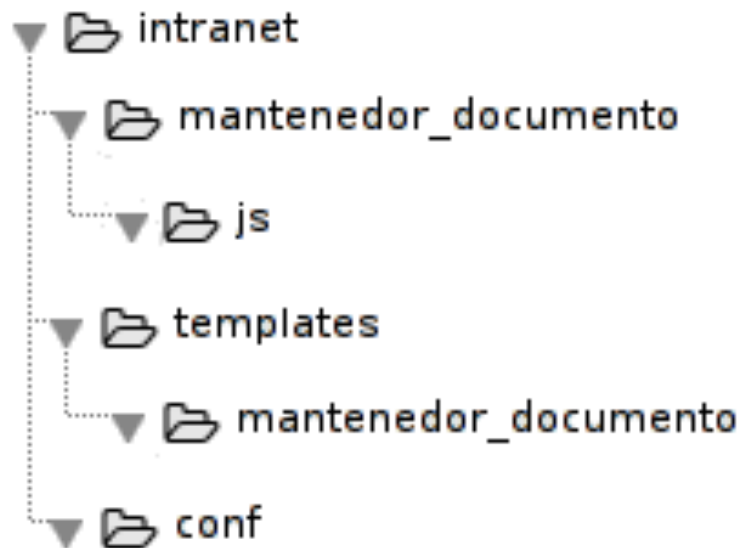 intranet
mantenedor_documento
js
templates
mantenedor_documento
conf